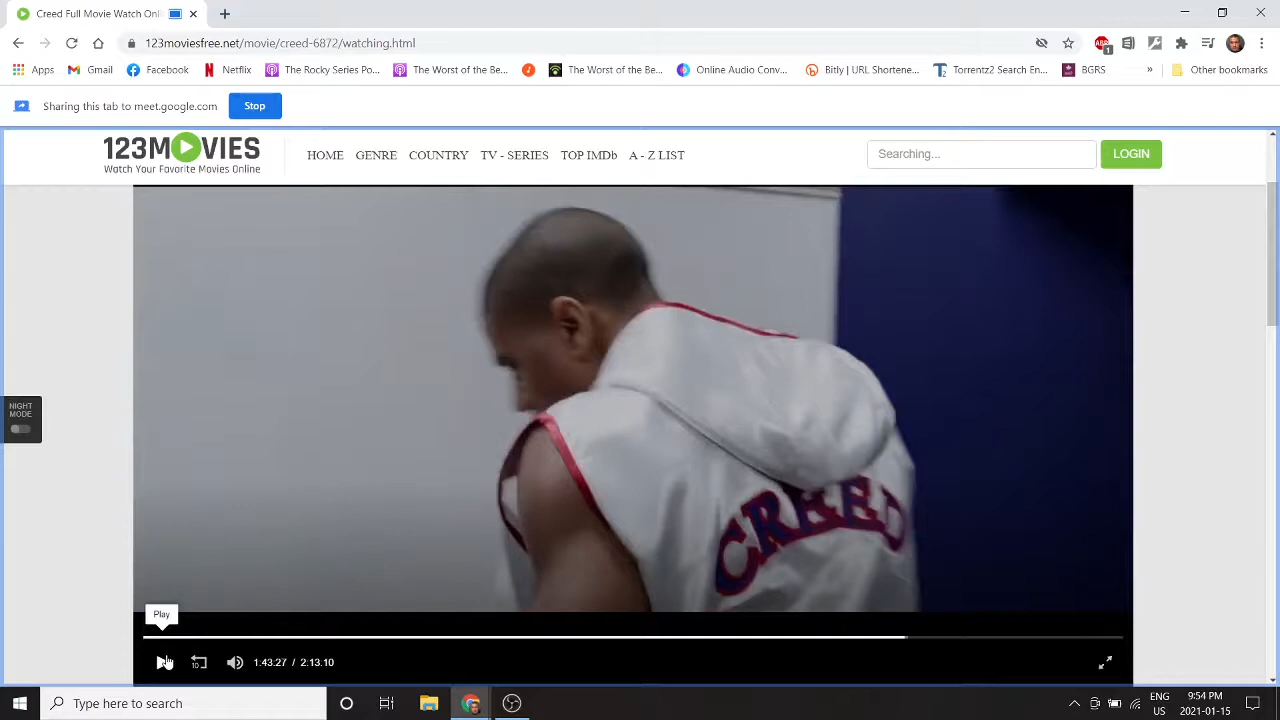 Creed Full Movie Watch Onli
123moviesfree.net/movie/creed-6872/watching.html
Apps Gmail Facebook Netflix The Rocky Series Po... The Worst of the Be... The Worst of the Be... Online Audio Conv... Bitly | URL Shortene... Torrentz2 Search En... BGRS » Other bookmarks
Sharing this tab to meet.google.com Stop
123MOVIES
Watch Your Favorite Movies Online
HOME GENRE COUNTRY TV - SERIES TOP IMDb A - Z LIST Searching... LOGIN
NIGHT
MODE
CREED
Play
10 1:43.27 / 2:13.10
Type here to search
ENG
US
9:54 PM
2021-01-15